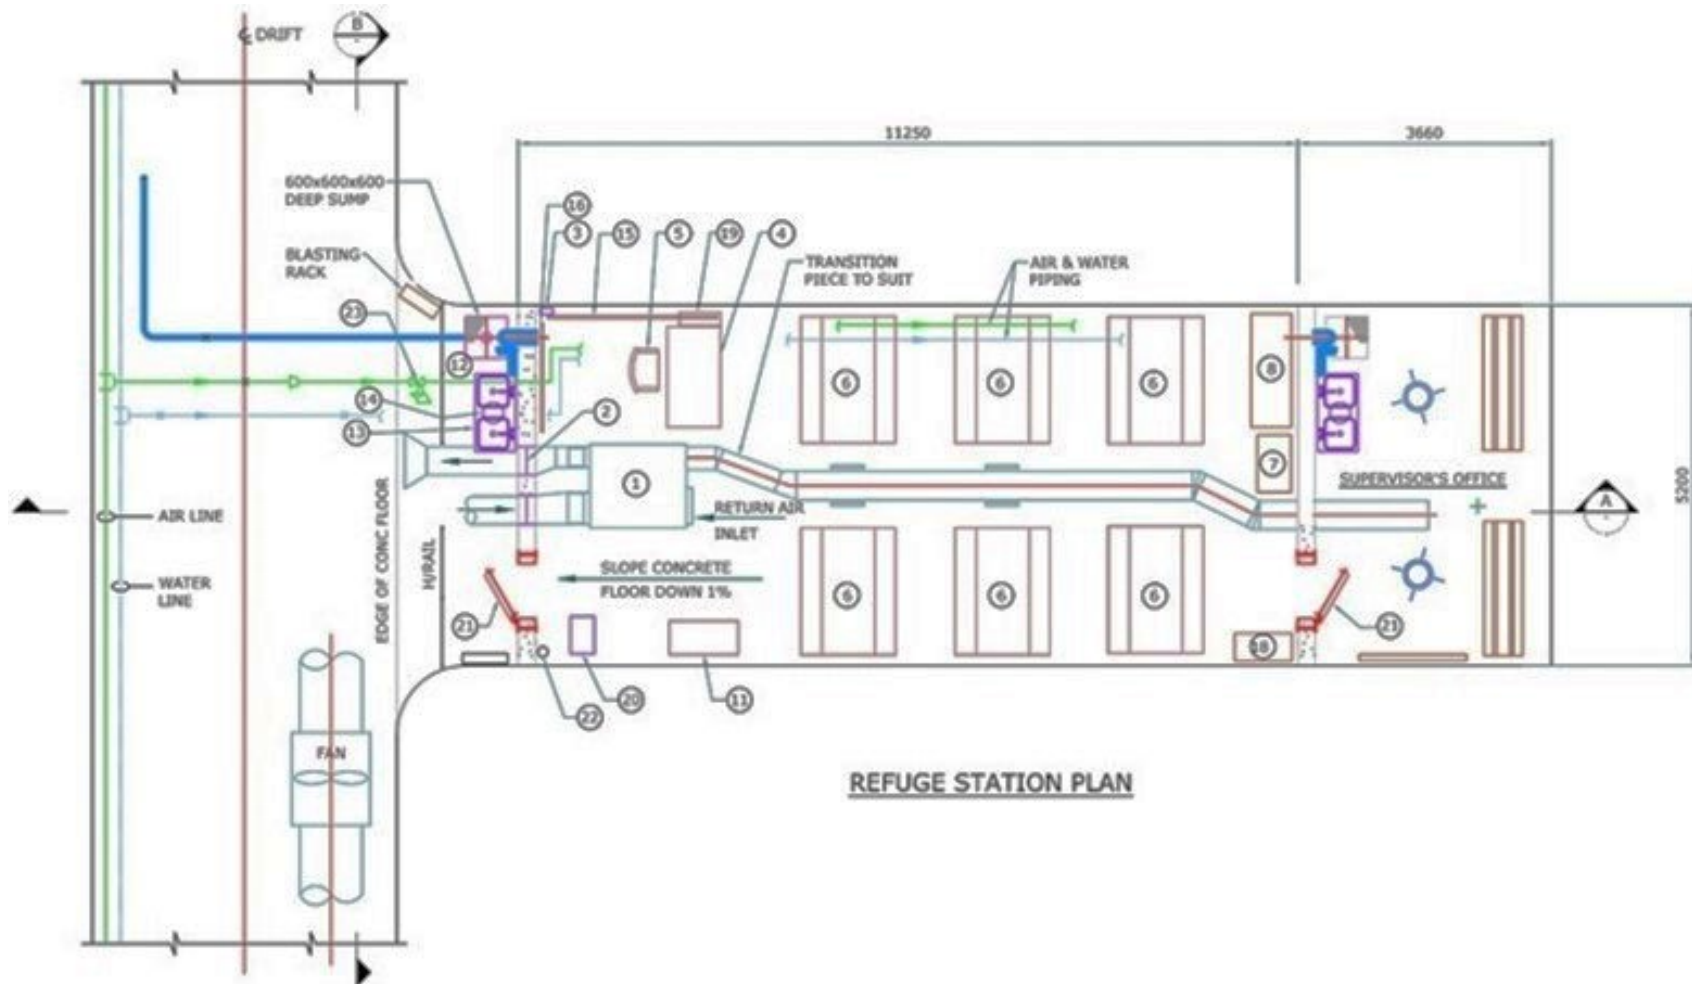 ℄ DRIFT
B
11250
3660
600x600x600
DEEP SUMP
16
3
15
5
19
4
BLASTING
RACK
TRANSITION
PIECE TO SUIT
AIR & WATER
PIPING
23
12
6
6
6
8
14
13
2
7
1
SUPERVISOR'S OFFICE
5200
A
RETURN AIR
INLET
AIR LINE
EDGE OF CONC FLOOR
H/RAIL
SLOPE CONCRETE
FLOOR DOWN 1%
WATER
LINE
6
6
6
21
21
18
20
11
22
FAN
REFUGE STATION PLAN